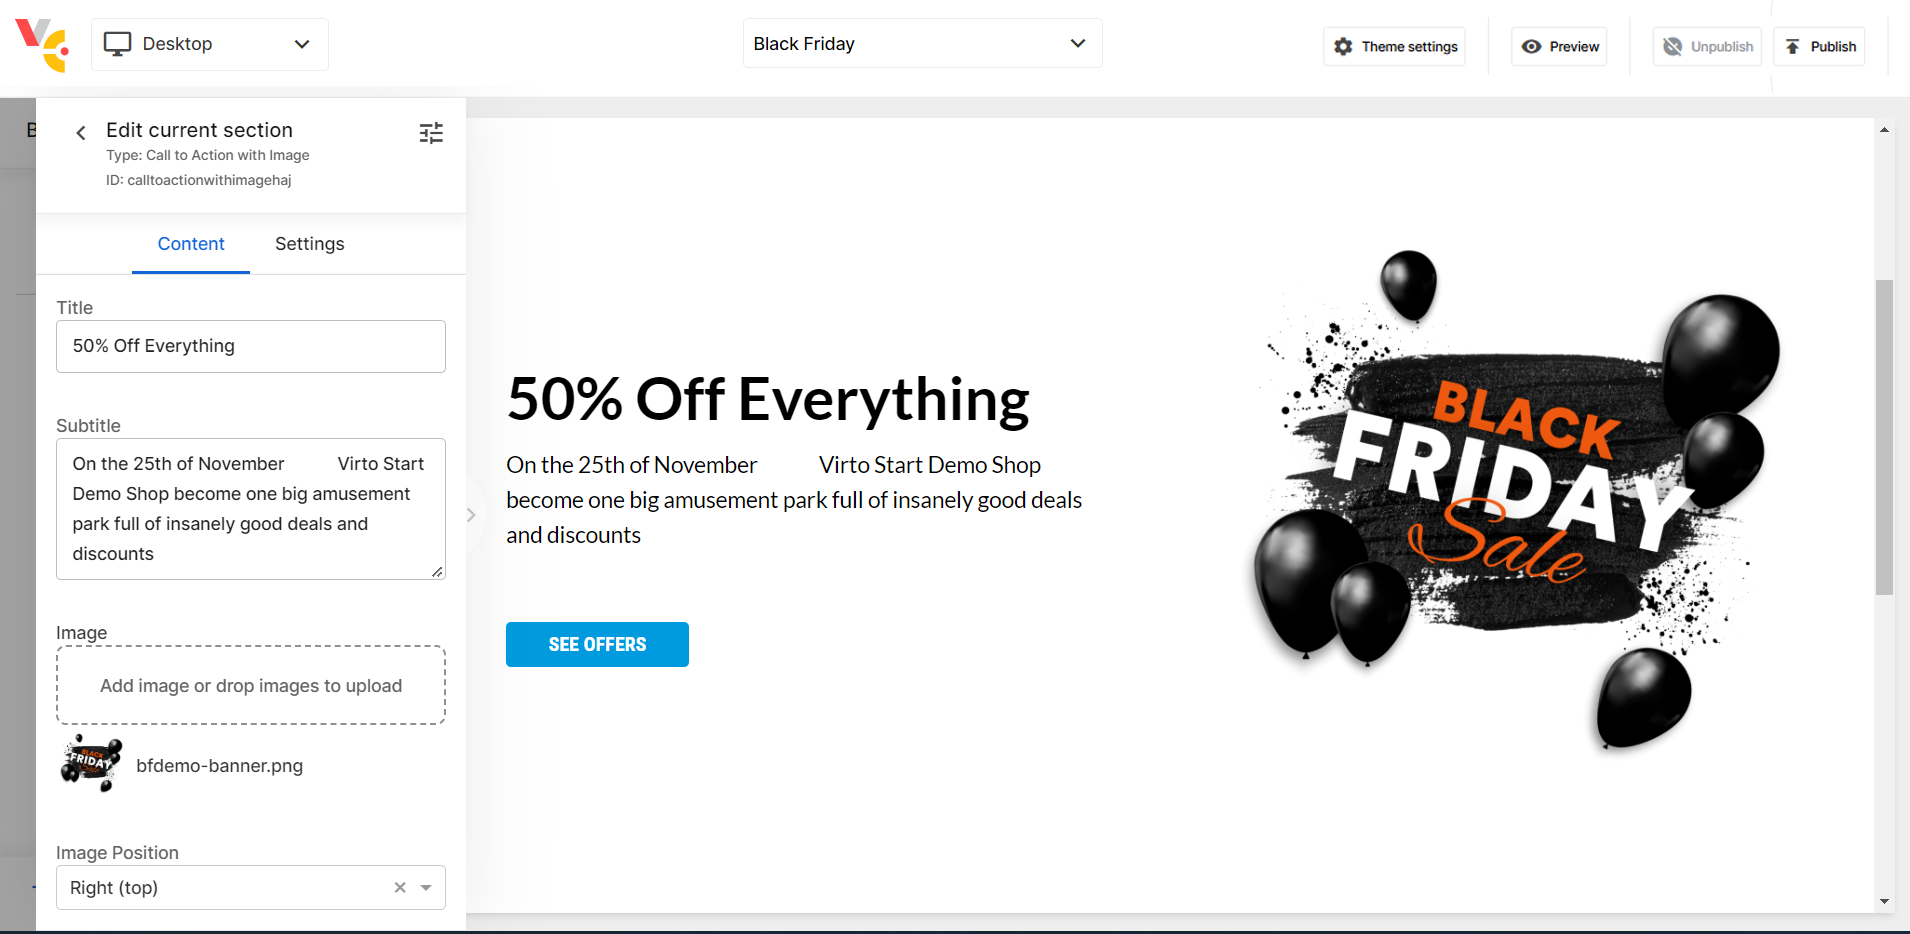 Desktop
Black Friday
Theme settings
Preview
Unpublish
Publish
B
Edit current section
Type: Call to Action with Image
ID: calltoactionwithimagehaj
Content
Settings
Title
50% Off Everything
Subtitle
On the 25th of November Virto Start
Demo Shop become one big amusement
park full of insanely good deals and
discounts
Image
Add image or drop images to upload
BLACK
FRIDAY
Sale
bfdemo-banner.png
Image Position
Right (top)
50% Off Everything
On the 25th of November Virto Start Demo Shop
become one big amusement park full of insanely good deals
and discounts
SEE OFFERS
BLACK
FRIDAY
Sale